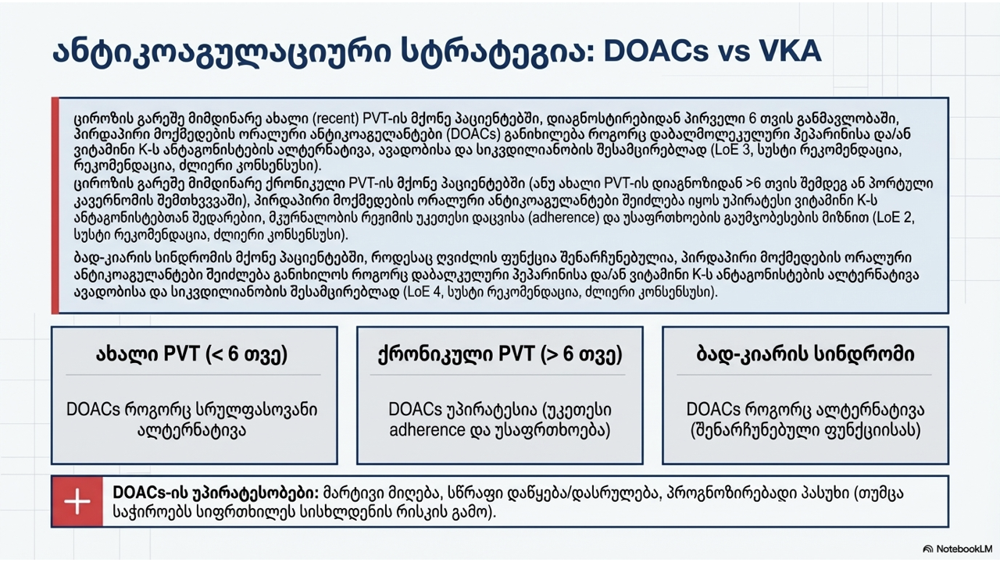 ანტიკოაგულაციური სტრატეგია: DOACs vs VKA
ციროზის გარეშე მიმდინარე ახალი (recent) PVT-ის მქონე პაციენტებში, დიაგნოსტირებიდან პირველი 6 თვის განმავლობაში,
პირდაპირი მოქმედების ორალური ანტიკოაგულანტები (DOACs) განიხილება როგორც დაბალმოლეკულური ჰეპარინისა და/ან
ვიტამინი K-ს ანტაგონისტების ალტერნატივა, ავადობისა და სიკვდილიანობის შესამცირებლად (LoE 3, სუსტი რეკომენდაცია,
რეკომენდაცია, ძლიერი კონსენსუსი).
ციროზის გარეშე მიმდინარე ქრონიკული PVT-ის მქონე პაციენტებში (ანუ ახალი PVT-ის დიაგნოზიდან >6 თვის შემდეგ ან პორტული
კავერნომის შემთხვევაში), პირდაპირი მოქმედების ორალური ანტიკოაგულანტები შეიძლება იყოს უპირატესი ვიტამინი K-ს
ანტაგონისტებთან შედარებით, მკურნალობის რეჟიმის უკეთესი დაცვისა (adherence) და უსაფრთხოების გაუმჯობესების მიზნით (LoE 2,
სუსტი რეკომენდაცია, ძლიერი კონსენსუსი).
ბად-კიარის სინდრომის მქონე პაციენტებში, როდესაც ღვიძლის ფუნქცია შენარჩუნებულია, პირდაპირი მოქმედების ორალური
ანტიკოაგულანტები შეიძლება განიხილოს როგორც დაბალკულური ჰეპარინისა და/ან ვიტამინი K-ს ანტაგონისტების ალტერნატივა
ავადობისა და სიკვდილიანობის შესამცირებლად (LoE 4, სუსტი რეკომენდაცია, ძლიერი კონსენსუსი).
ახალი PVT (< 6 თვე)
DOACs როგორც სრულფასოვანი
ალტერნატივა
ქრონიკული PVT (> 6 თვე)
DOACs უპირატესია (უკეთესი
adherence და უსაფრთხოება)
ბად-კიარის სინდრომი
DOACs როგორც ალტერნატივა
(შენარჩუნებული ფუნქციისას)
DOACs-ის უპირატესობები: მარტივი მიღება, სწრაფი დაწყება/დასრულება, პროგნოზირებადი პასუხი (თუმცა
საჭიროებს სიფრთხილეს სისხლდენის რისკის გამო).
NotebookLM